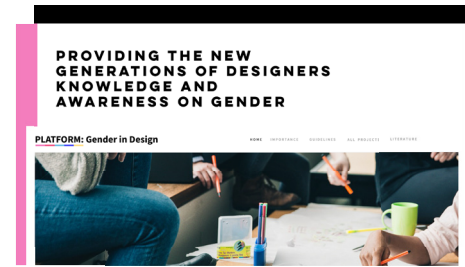 PROVIDING THE NEW
GENERATIONS OF DESIGNERS
KNOWLEDGE AND
AWARENESS ON GENDER
PLATFORM: Gender in Design
HOME IMPORTANCE GUIDELINES ALL PROJECTS LITERATURE